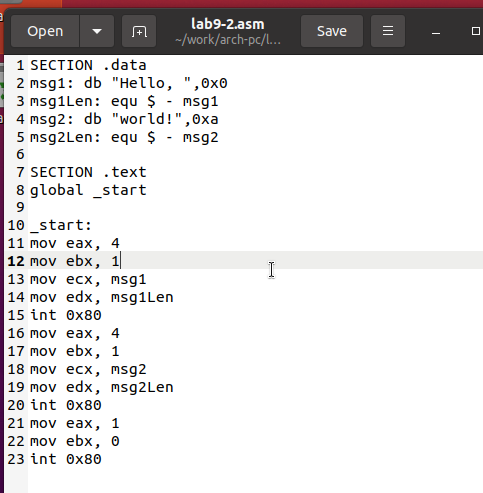 Open
lab9-2.asm
~/work/arch-pc/l...
Save
1 SECTION .data
2 msg1: db "Hello, ",0x0
3 msg1Len: equ $ - msg1
4 msg2: db "world!",0xa
5 msg2Len: equ $ - msg2
6
7 SECTION .text
8 global _start
9
10 _start:
11 mov eax, 4
12 mov ebx, 1
13 mov ecx, msg1
14 mov edx, msg1Len
15 int 0x80
16 mov eax, 4
17 mov ebx, 1
18 mov ecx, msg2
19 mov edx, msg2Len
20 int 0x80
21 mov eax, 1
22 mov ebx, 0
23 int 0x80